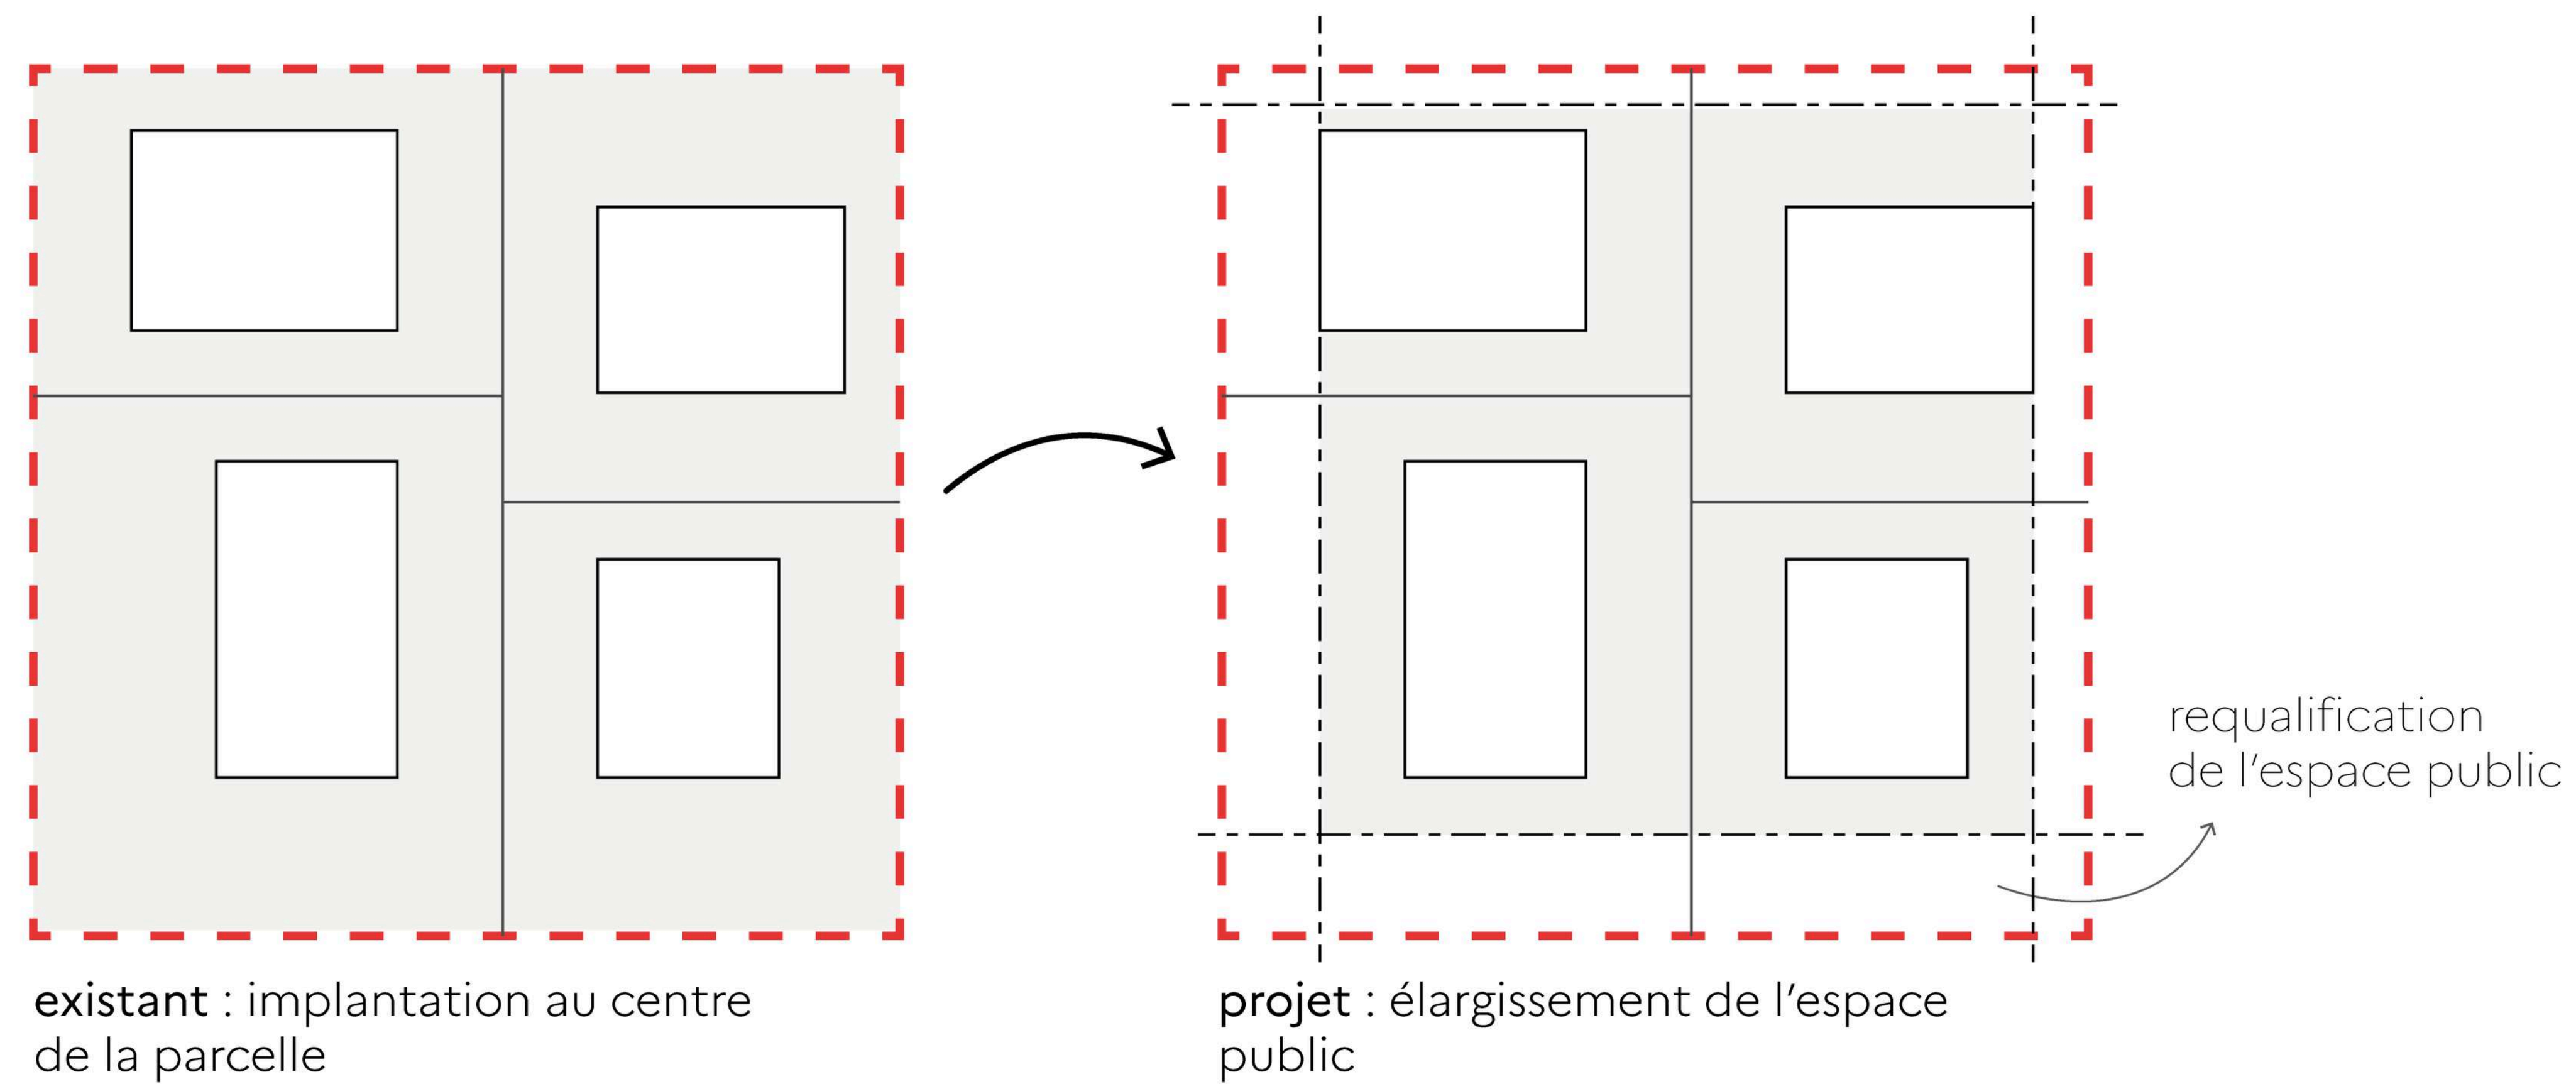 existant : implantation au centre
de la parcelle
projet : élargissement de l'espace
public
requalification
de l'espace public